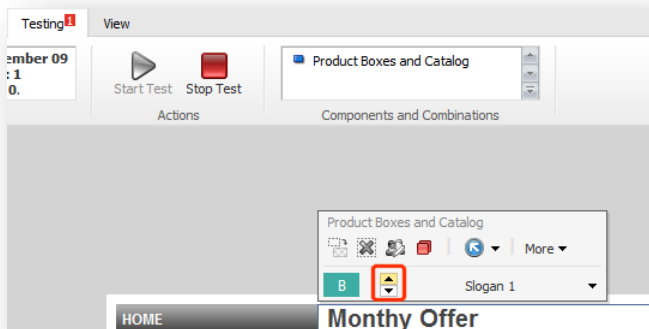 Testing 1 View
ember 09
: 1
0.
Start Test Stop Test
Actions
Product Boxes and Catalog
Components and Combinations
Product Boxes and Catalog
More
B Slogan 1
HOME
Monthy Offer